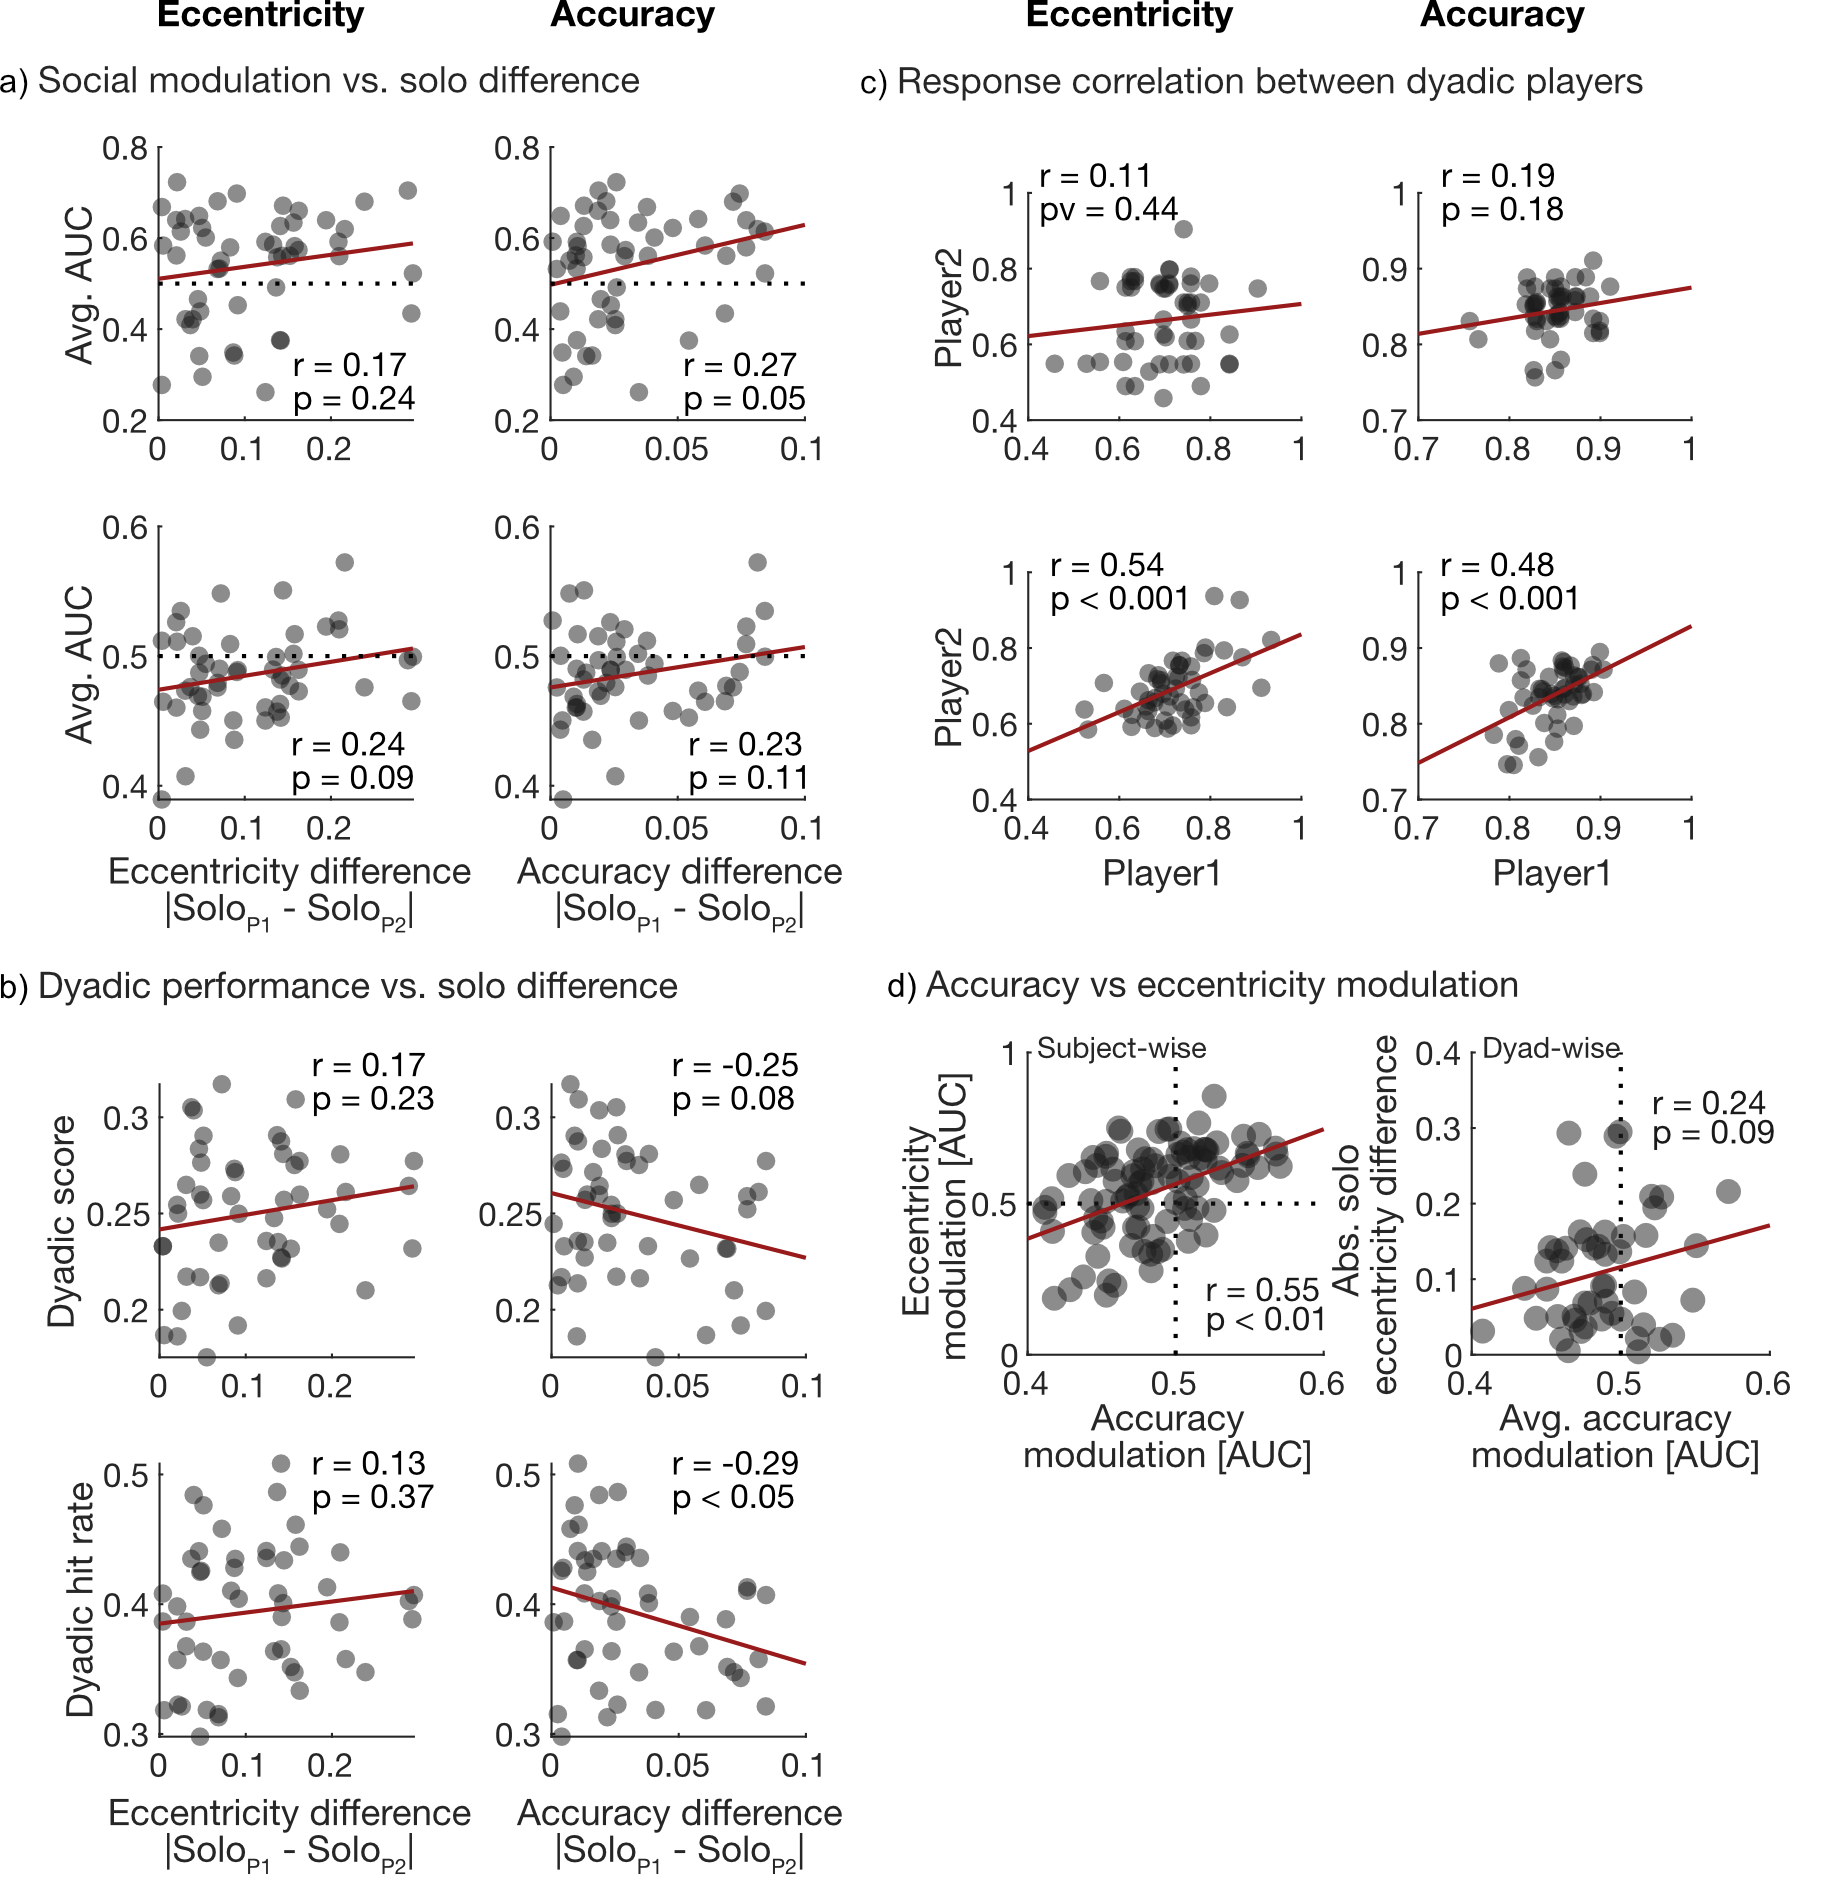 Eccentricity
Accuracy
Eccentricity
Accuracy
a) Social modulation vs. solo difference
c) Response correlation between dyadic players
0.8
0.6
0.4
0.2
Avg. AUC
r = 0.17
p = 0.24
0
0.1
0.2
0.8
0.6
0.4
0.2
r = 0.27
p = 0.05
0
0.05
0.1
1
0.8
0.6
0.4
Player2
r = 0.11
pv = 0.44
0.4
0.6
0.8
1
1
0.9
0.8
0.7
r = 0.19
p = 0.18
0.7
0.8
0.9
1
0.6
0.5
0.4
Avg. AUC
r = 0.24
p = 0.09
0
0.1
0.2
Eccentricity difference
|SoloP1 - SoloP2|
0.6
0.5
0.4
r = 0.23
p = 0.11
0
0.05
0.1
Accuracy difference
|SoloP1 - SoloP2|
1
0.8
0.6
0.4
Player2
r = 0.54
p < 0.001
0.4
0.6
0.8
1
Player1
1
0.9
0.8
0.7
r = 0.48
p < 0.001
0.7
0.8
0.9
1
Player1
b) Dyadic performance vs. solo difference
d) Accuracy vs eccentricity modulation
0.3
0.25
0.2
Dyadic score
r = 0.17
p = 0.23
0
0.1
0.2
0.3
0.25
0.2
r = -0.25
p = 0.08
0
0.05
0.1
1
0.5
0
Eccentricity
modulation [AUC]
Subject-wise
r = 0.55
p < 0.01
0.4
0.5
0.6
Accuracy
modulation [AUC]
0.4
0.3
0.2
0.1
0
Abs. solo
eccentricity difference
Dyad-wise
r = 0.24
p = 0.09
0.4
0.5
0.6
Avg. accuracy
modulation [AUC]
0.5
0.4
0.3
Dyadic hit rate
r = 0.13
p = 0.37
0
0.1
0.2
Eccentricity difference
|SoloP1 - SoloP2|
0.5
0.4
0.3
r = -0.29
p < 0.05
0
0.05
0.1
Accuracy difference
|SoloP1 - SoloP2|